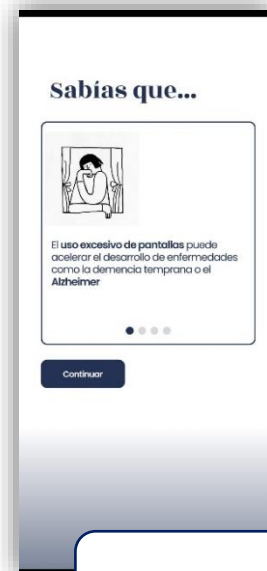 Sabías que...
El uso excesivo de pantallas puede
acelerar el desarrollo de enfermedades
como la demencia temprana o el
Alzheimer
Continuar